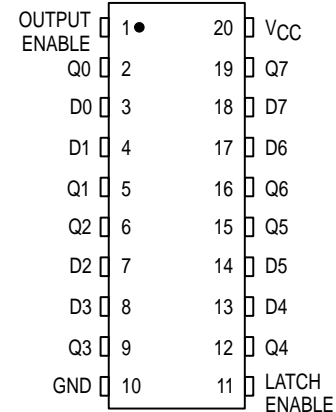 OUTPUT
ENABLE 1 20 VCC
Q0 2 19 Q7
D0 3 18 D7
D1 4 17 D6
Q1 5 16 Q6
Q2 6 15 Q5
D2 7 14 D5
D3 8 13 D4
Q3 9 12 Q4
GND 10 11 LATCH
ENABLE